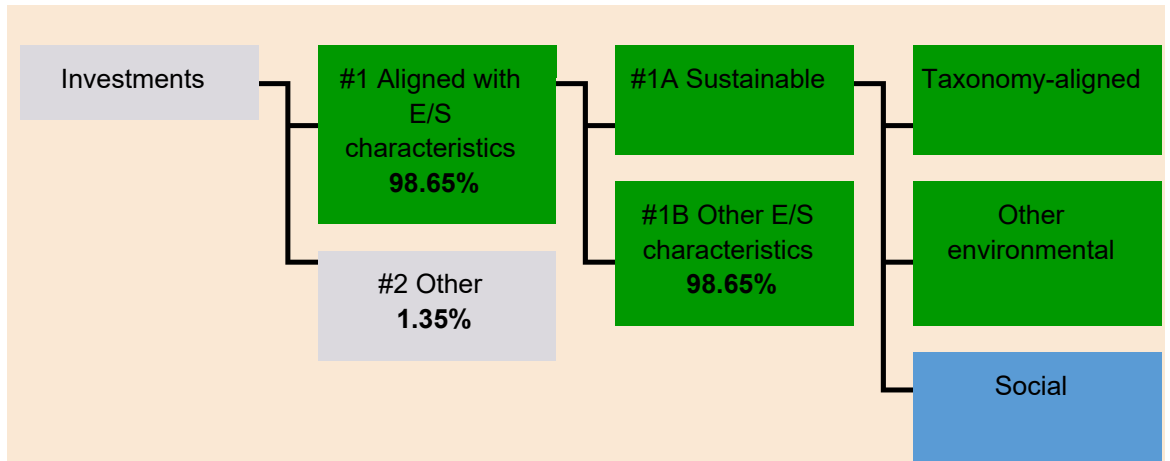 Investments
#1 Aligned with
E/S
characteristics
98.65%
#2 Other
1.35%
#1A Sustainable
#1B Other E/S
characteristics
98.65%
Taxonomy-aligned
Other
environmental
Social